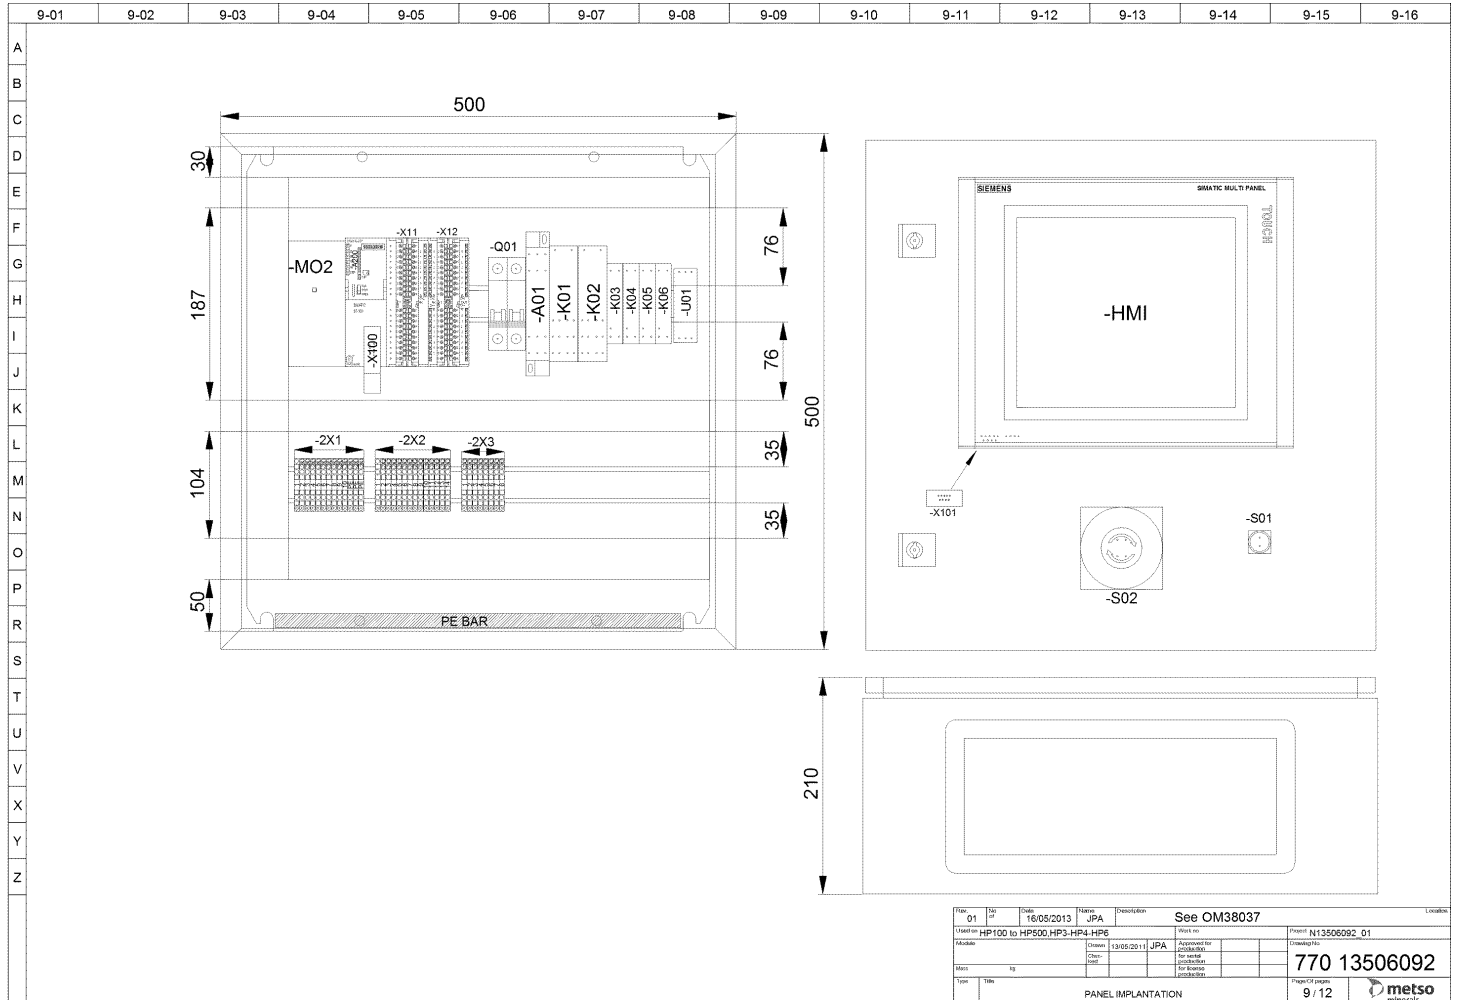 9-01 9-02 9-03 9-04 9-05 9-06 9-07 9-08 9-09 9-10 9-11 9-12 9-13 9-14 9-15 9-16
A
B
C
D
E
F
G
H
I
J
K
L
M
N
O
P
R
S
T
U
V
X
Y
Z
500
30
187
104
50
76
76
35
35
500
-MO2
-A200
-X100
-X11
-X12
-Q01
-A01
-K01
-K02
-K03
-K04
-K05
-K06
-U01
-2X1
-2X2
-2X3
PE BAR
SIEMENS
SIMATIC MULTI PANEL
TOUCH
-HMI
-X101
-S02
-S01
210
Rev. 01 No of Date 16/05/2013 Name JPA Description See OM38037 Location
Used on HP100 to HP500,HP3-HP4-HP6 Work no Project N13506092_01
Module Drawn 13/05/2011 JPA Approved for production Drawing No
Chec-ked for serial production 770 13506092
Mass kg for license production
Type Title PANEL IMPLANTATION Page/Of pages 9 / 12 metso
minerals